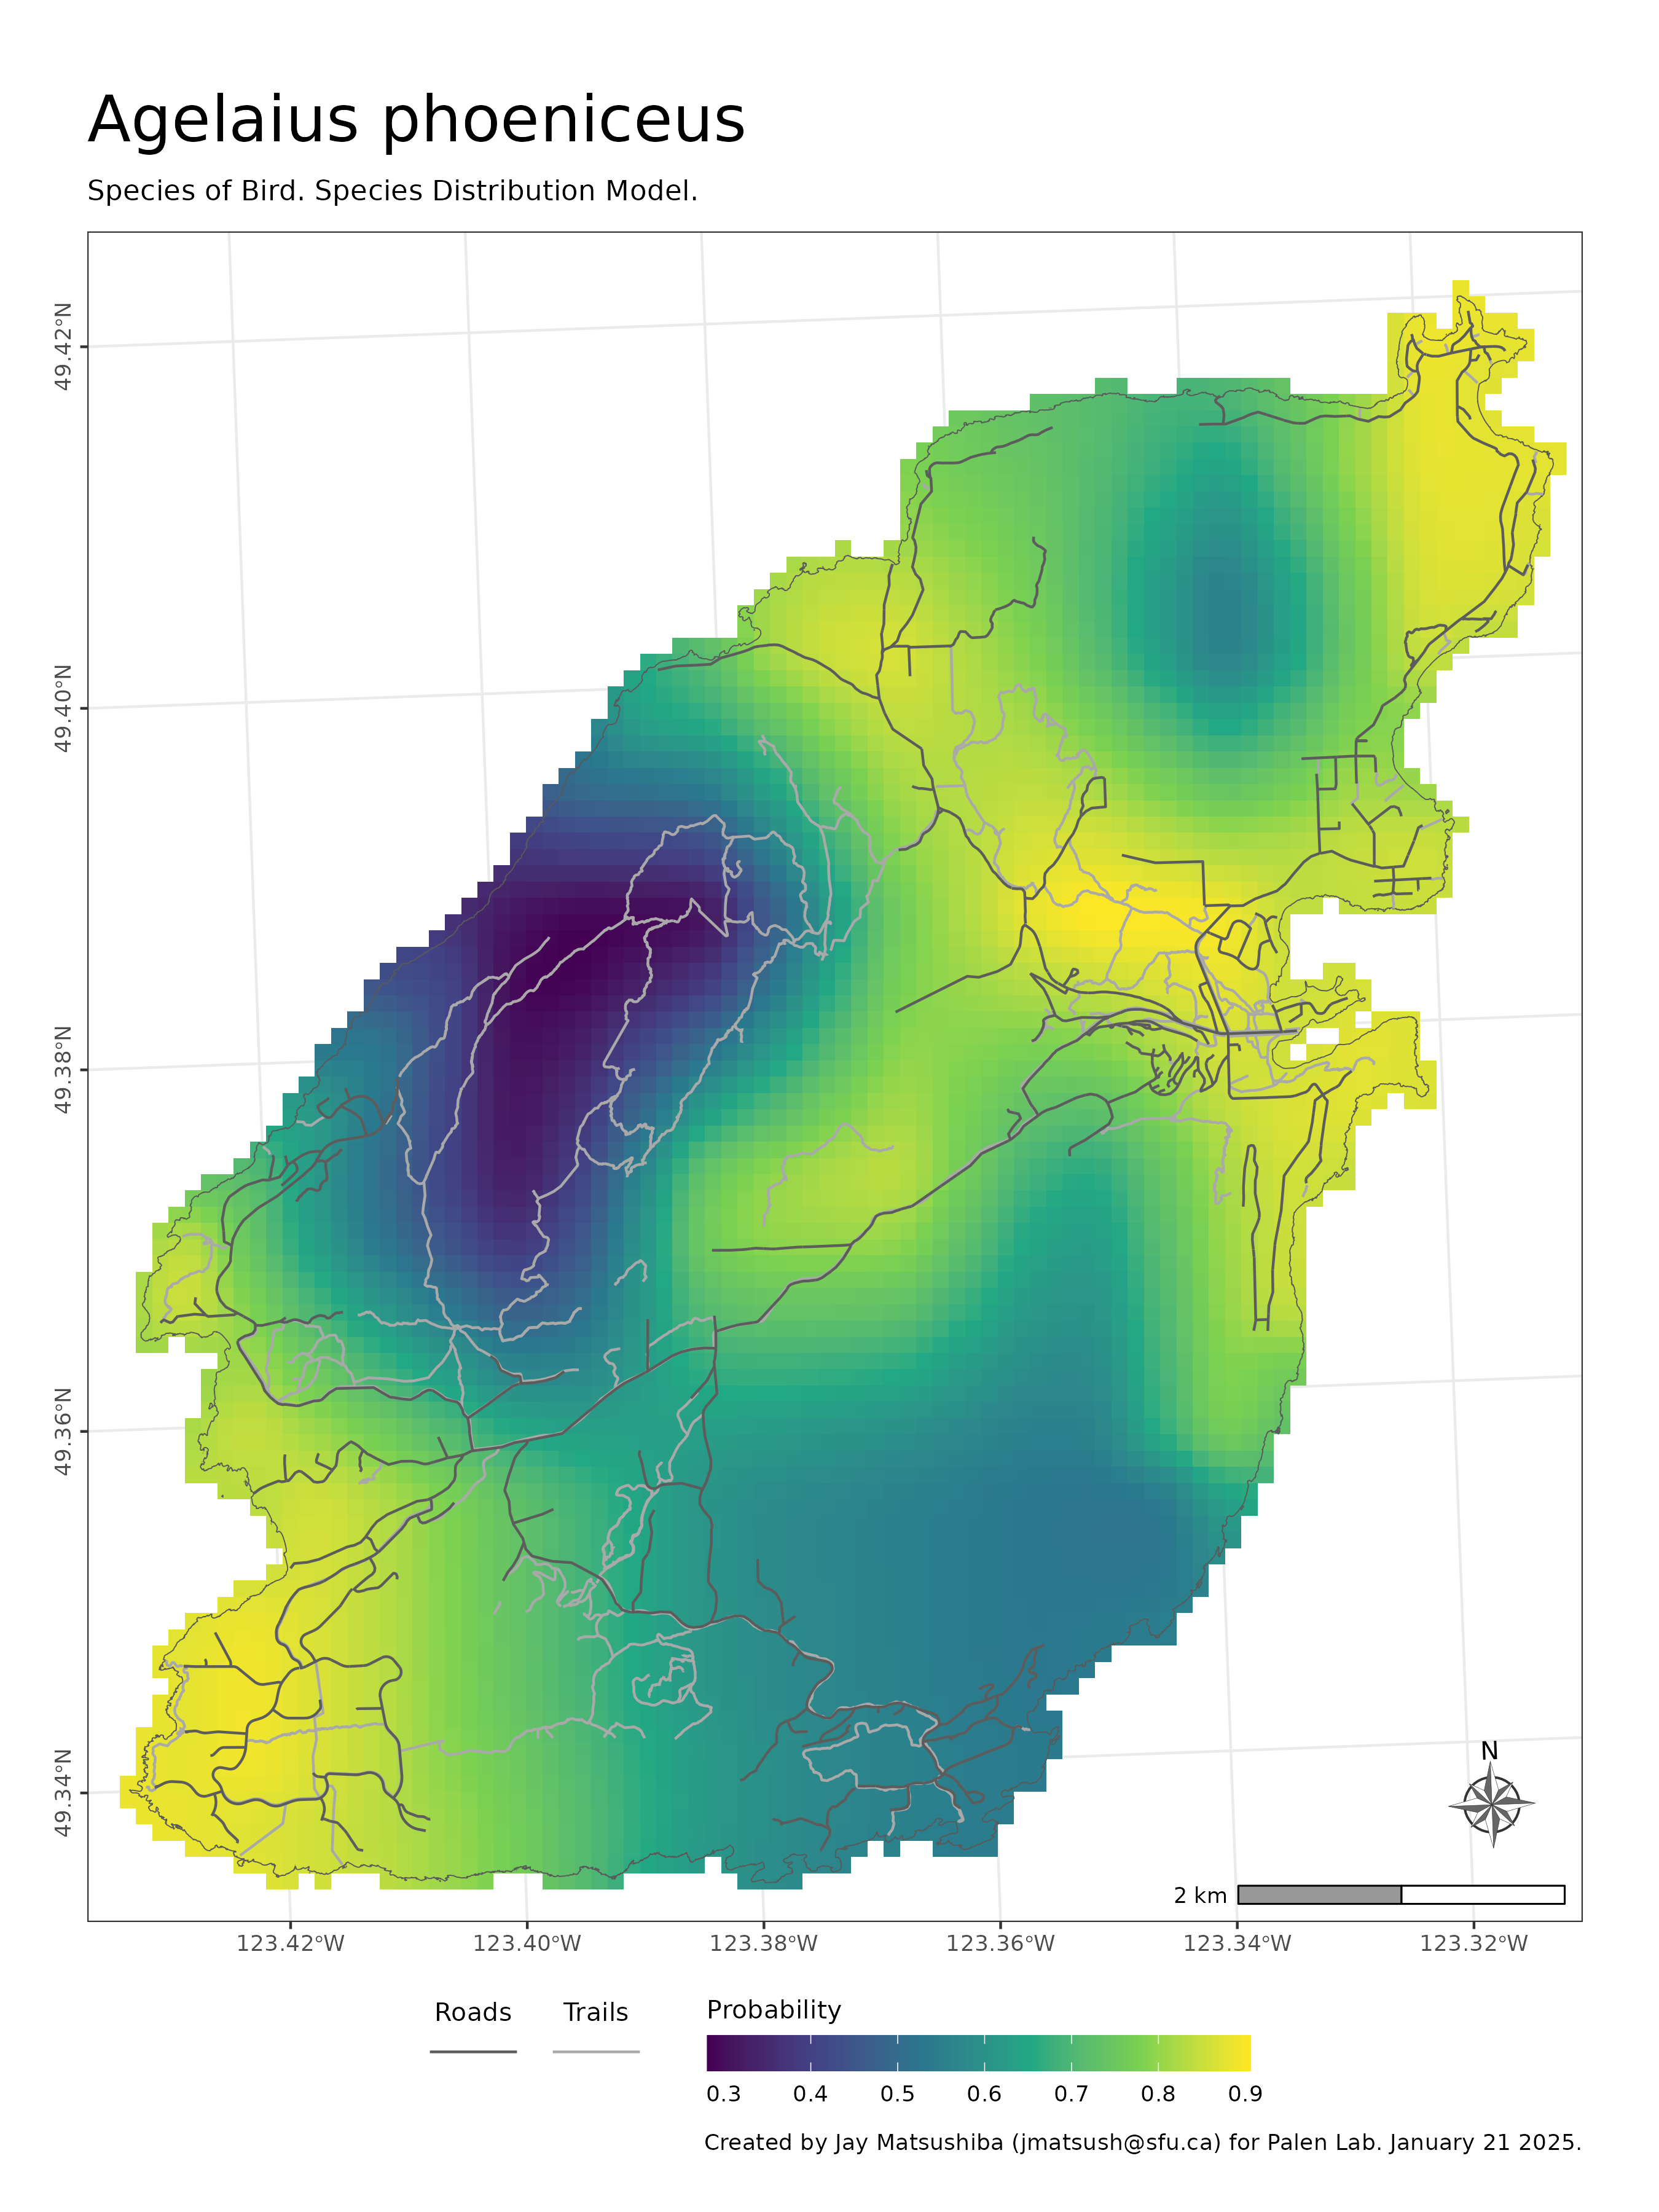 Agelaius phoeniceus
Species of Bird. Species Distribution Model.
49.42°N
49.40°N
49.38°N
49.36°N
49.34°N
N
2 km
123.42°W 123.40°W 123.38°W 123.36°W 123.34°W 123.32°W
Roads Trails Probability
0.3 0.4 0.5 0.6 0.7 0.8 0.9
Created by Jay Matsushiba (jmatsush@sfu.ca) for Palen Lab. January 21 2025.